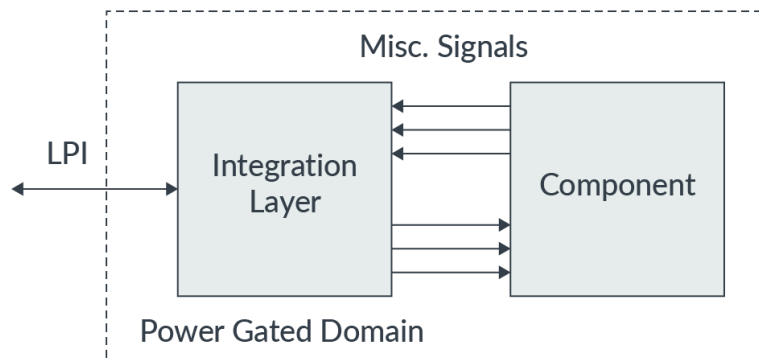 Misc. Signals
LPI
Integration
Layer
Component
Power Gated Domain